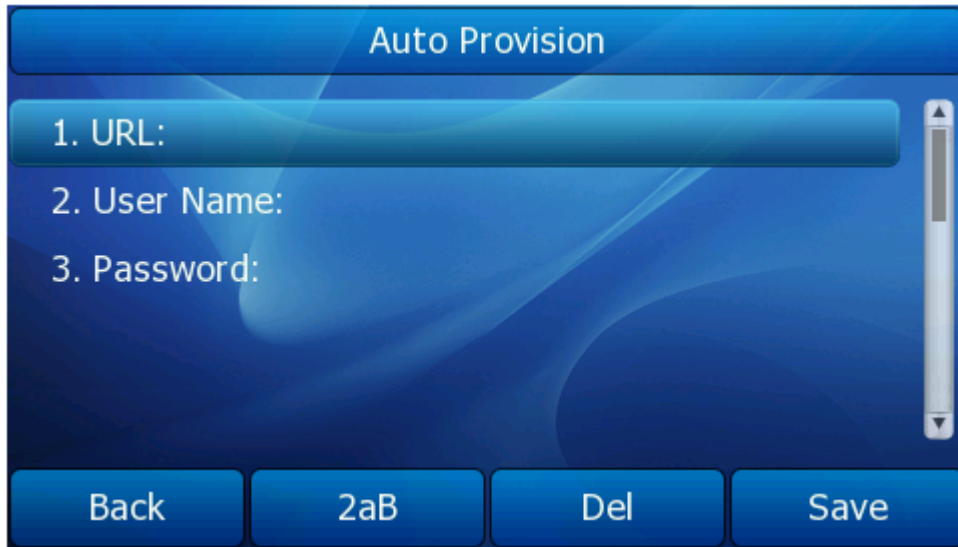 Auto Provision
1. URL:
2. User Name:
3. Password:
Back 2aB Del Save